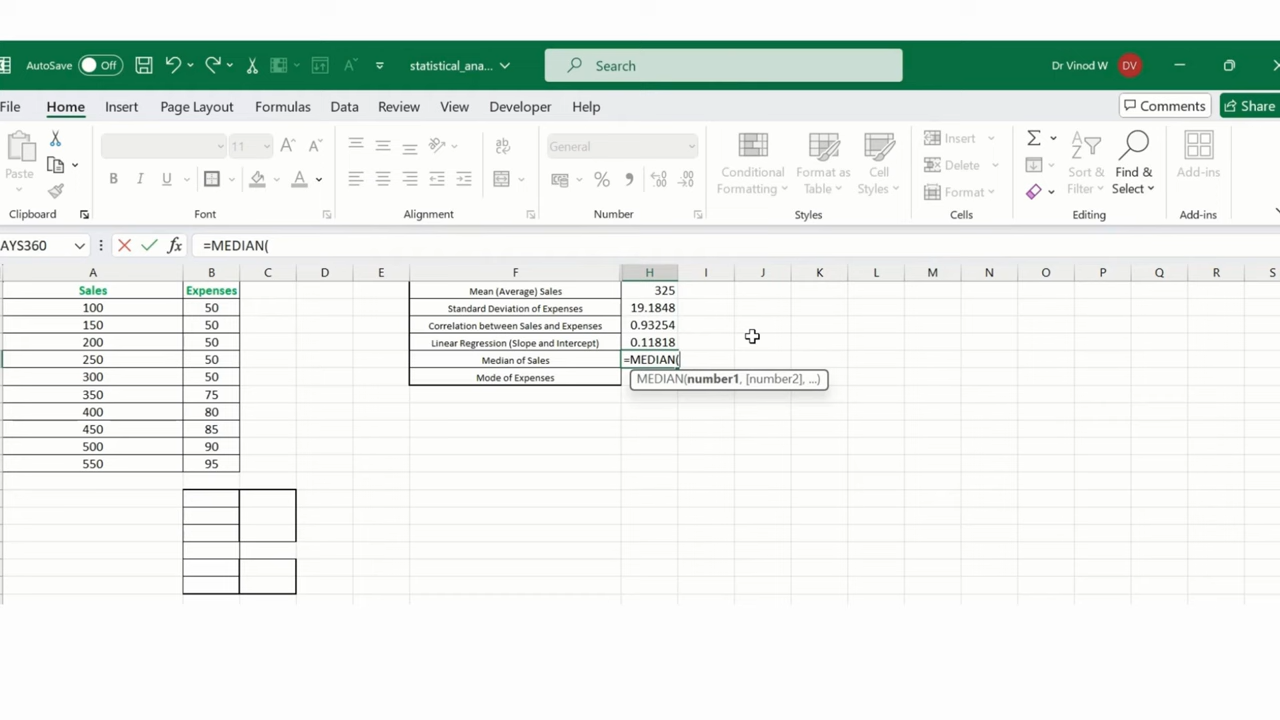 AutoSave Off statistical_ana... Search Dr Vinod W DV
File Home Insert Page Layout Formulas Data Review View Developer Help Comments Share
Paste 11 General Conditional Formatting Format as Table Cell Styles Insert Delete Format Sort & Filter Find & Select Add-ins
Clipboard Font Alignment Number Styles Cells Editing Add-ins
AYS360 fx =MEDIAN(
A B C D E F H I J K L M N O P Q R S
Sales Expenses Mean (Average) Sales 325
100 50 Standard Deviation of Expenses 19.1848
150 50 Correlation between Sales and Expenses 0.93254
200 50 Linear Regression (Slope and Intercept) 0.11818
250 50 Median of Sales =MEDIAN(
300 50 Mode of Expenses MEDIAN(number1, [number2], ...)
350 75
400 80
450 85
500 90
550 95